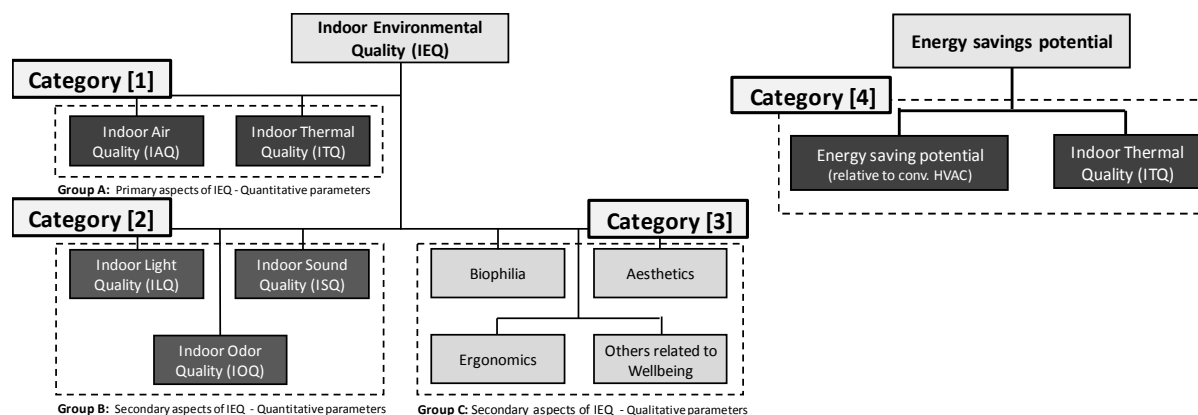 Indoor Environmental
Quality (IEQ)
Category [1]
Indoor Air
Quality (IAQ)
Indoor Thermal
Quality (ITQ)
Group A: Primary aspects of IEQ - Quantitative parameters
Category [2]
Indoor Light
Quality (ILQ)
Indoor Sound
Quality (ISQ)
Indoor Odor
Quality (IOQ)
Group B: Secondary aspects of IEQ - Quantitative parameters
Category [3]
Biophilia
Aesthetics
Ergonomics
Others related to
Wellbeing
Group C: Secondary aspects of IEQ - Qualitative parameters
Energy savings potential
Category [4]
Energy saving potential
(relative to conv. HVAC)
Indoor Thermal
Quality (ITQ)